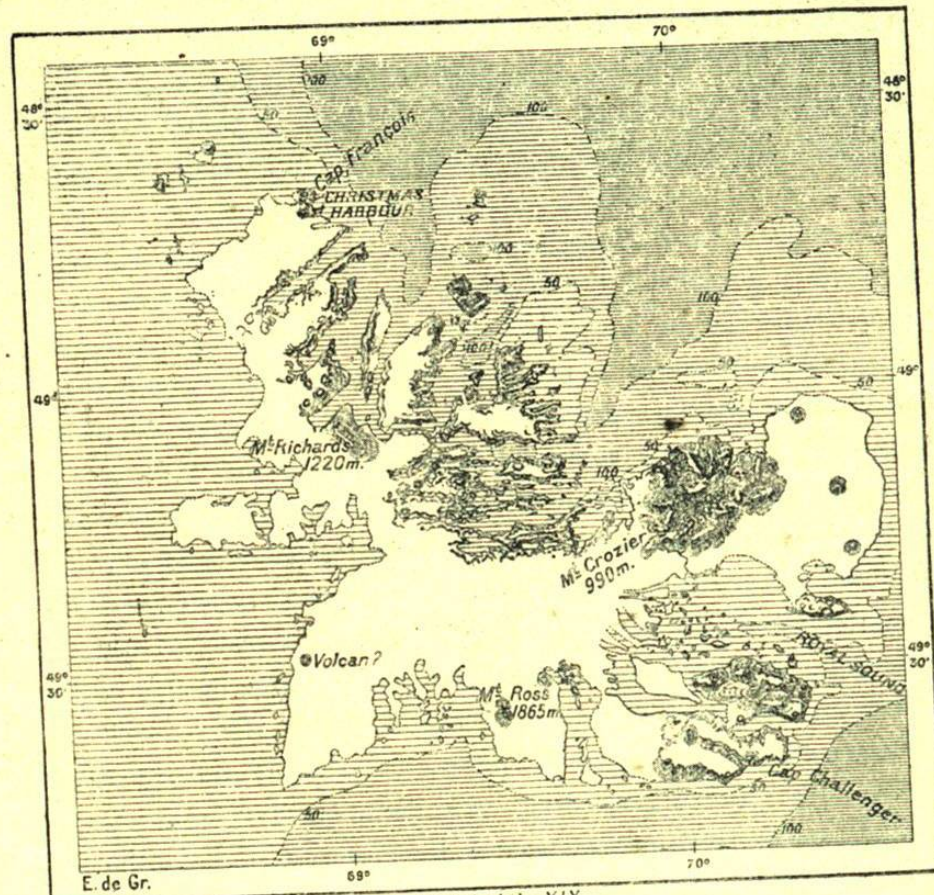 69°
70°
48°
30'
48°
30'
100
50
100
Cap François
CHRISTMAS
HARBOUR
100
50
100
50
49°
49°
50
100!
Mt Richards
1220m.
50
100
Mt Crozier
990m.
ROYAL SOUND
Volcan?
49°
30'
49°
30'
Mt Ross
1865m.
Cap Challenger
50
50
100
69°
70°
E. de Gr.